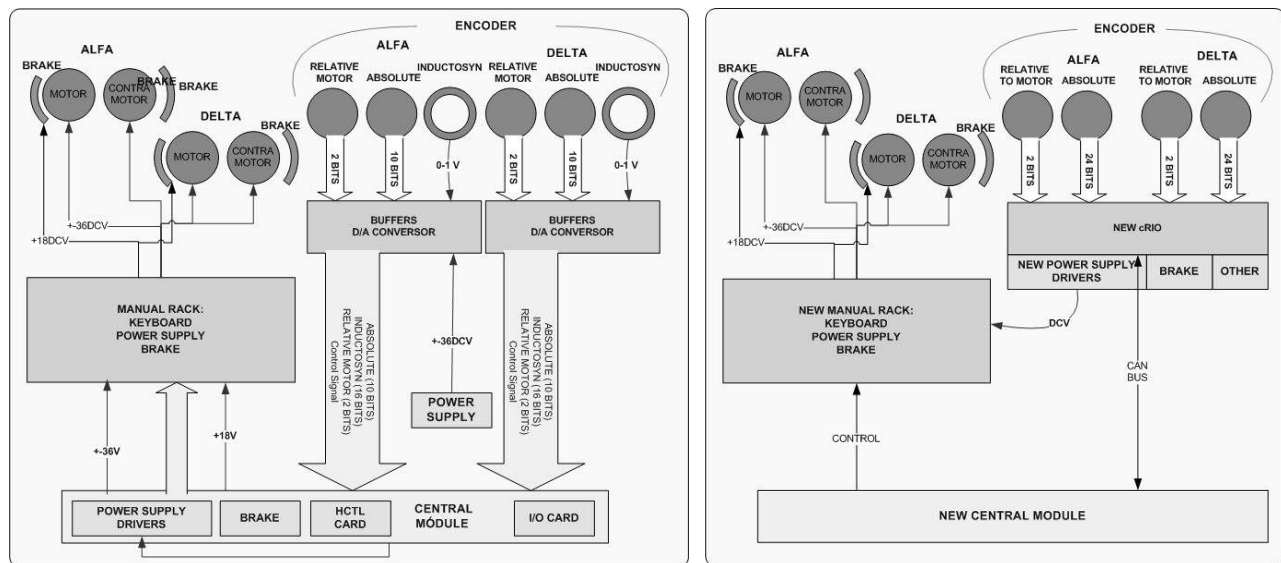 ENCODER
ALFA
ALFA
DELTA
BRAKE
RELATIVE
MOTOR
ABSOLUTE
INDUCTOSYN
RELATIVE
MOTOR
ABSOLUTE
INDUCTOSYN
MOTOR
CONTRA
MOTOR
BRAKE
BRAKE
DELTA
BRAKE
MOTOR
CONTRA
MOTOR
2 BITS
10 BITS
0-1 V
2 BITS
10 BITS
0-1 V
+-36DCV
+18DCV
BUFFERS
D/A CONVERSOR
BUFFERS
D/A CONVERSOR
MANUAL RACK:
KEYBOARD
POWER SUPPLY
BRAKE
ABSOLUTE (10 BITS)
INDUCTOSYN (16 BITS)
RELATIVE MOTOR (2 BITS)
Control Signal
+-36DCV
ABSOLUTE (10 BITS)
INDUCTOSYN (16 BITS)
RELATIVE MOTOR (2 BITS)
Control Signal
POWER
SUPPLY
+-36V
+18V
POWER SUPPLY
DRIVERS
BRAKE
HCTL
CARD
CENTRAL
MÓDULE
I/O CARD
ENCODER
ALFA
ALFA
DELTA
BRAKE
RELATIVE
TO MOTOR
ABSOLUTE
RELATIVE
TO MOTOR
ABSOLUTE
MOTOR
CONTRA
MOTOR
DELTA
BRAKE
MOTOR
CONTRA
MOTOR
2 BITS
24 BITS
2 BITS
24 BITS
+-36DCV
+18DCV
NEW cRIO
NEW POWER SUPPLY
DRIVERS
BRAKE
OTHER
NEW MANUAL RACK:
KEYBOARD
POWER SUPPLY
BRAKE
DCV
CAN
BUS
CONTROL
NEW CENTRAL MODULE